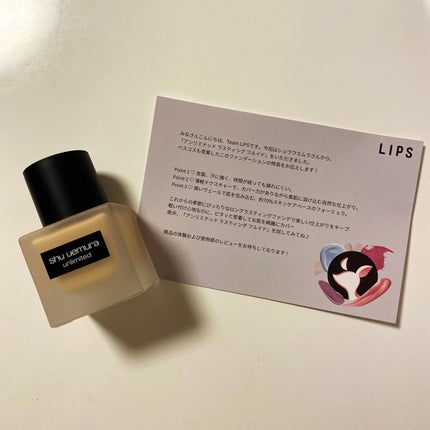 LIPS
みなさんこんにちは、Team LIPSです。今回はシュウウエムラさんから、
「アンリミテッド ラスティング フルイド」をいただきました。
ベスコスも受賞したこのファンデーションの特長をお伝えします！
Point 1 ♡ 皮脂、汗に強く、時間が経っても崩れにくい。
Point 2 ♡ 薄軽テクスチャーで、カバー力がありながら素肌に溶け込む自然な仕上がり。
Point 3 ♡ 潤いヴェールで肌を包み込む、約70%スキンケアベースのフォーミュラ。
これからの季節にぴったりなロングラスティングファンデで美しい仕上がりをキープ
軽い付け心地なのに、ピタッと密着してお肌を綺麗にカバー
是非、「アンリミテッド ラスティング フルイド」を試してみてね♪
商品の体験および使用感のレビューをお待ちしております！
shu uemura
unlimited